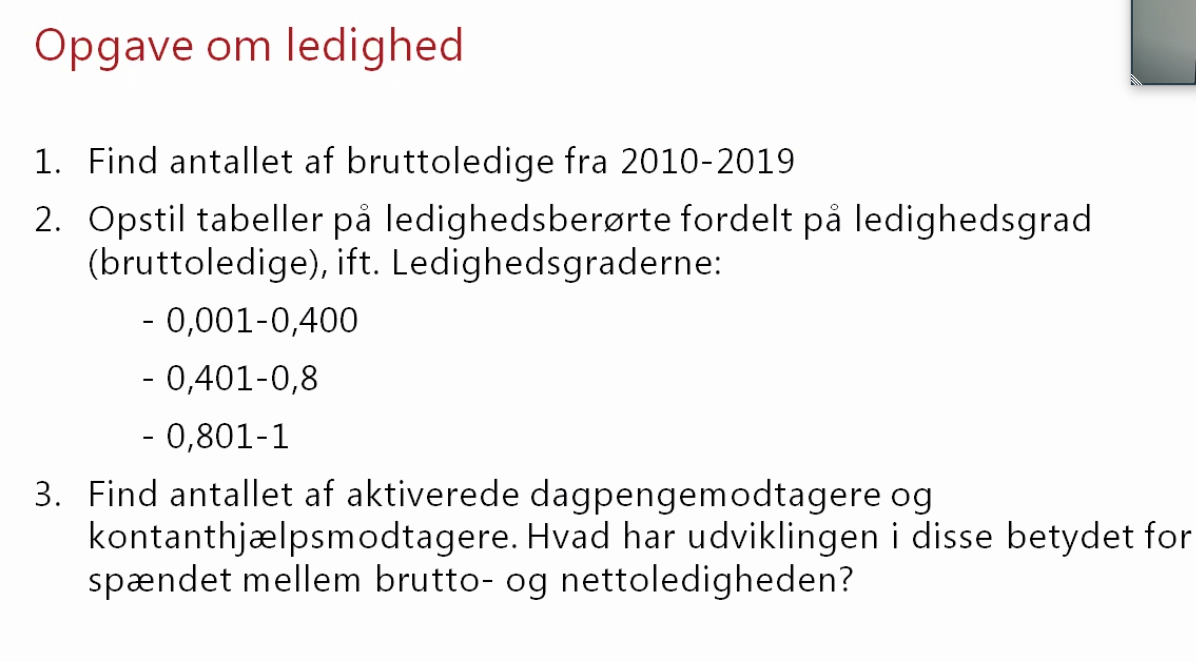 Opgave om ledighed
1. Find antallet af bruttoledige fra 2010-2019
2. Opstil tabeller på ledighedsberørte fordelt på ledighedsgrad
(bruttoledige), ift. Ledighedsgraderne:
- 0,001-0,400
- 0,401-0,8
- 0,801-1
3. Find antallet af aktiverede dagpengemodtagere og
kontanthjælpsmodtagere. Hvad har udviklingen i disse betydet for
spændet mellem brutto- og nettoledigheden?